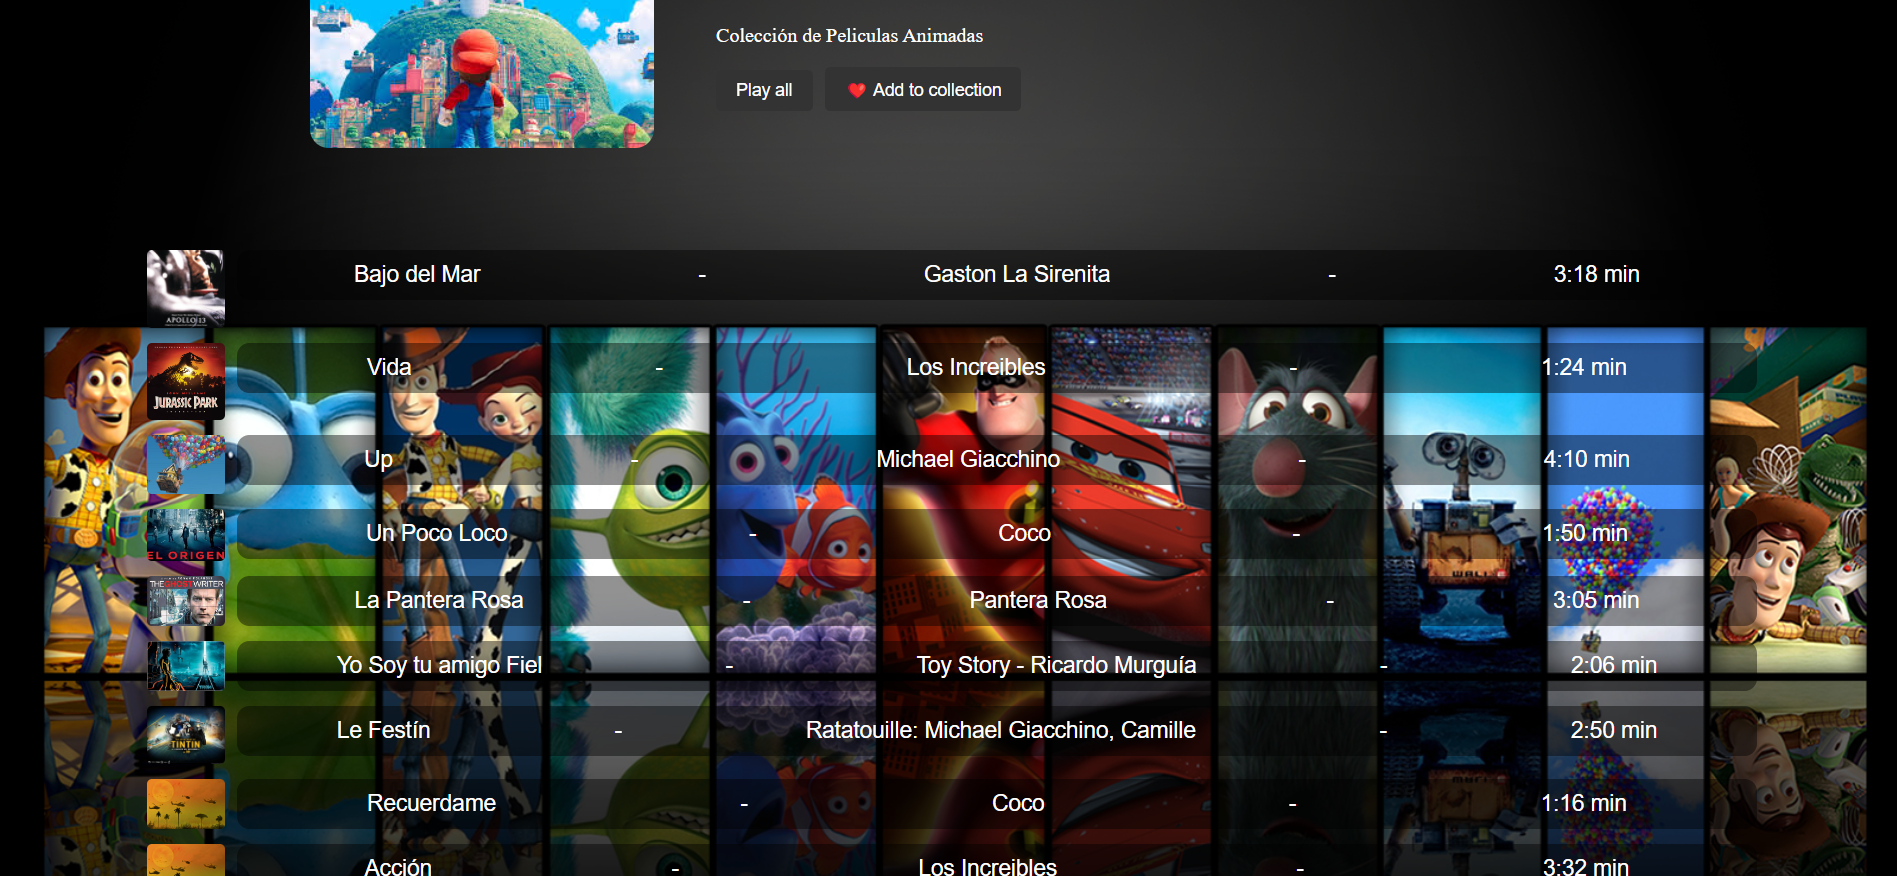 Colección de Peliculas Animadas
Play all
Add to collection
APOLLO 13
Bajo del Mar - Gaston La Sirenita - 3:18 min
JURASSIC PARK
Vida - Los Increibles - 1:24 min
Up - Michael Giacchino - 4:10 min
EL ORIGEN
Un Poco Loco - Coco - 1:50 min
THE GHOST WRITER
La Pantera Rosa - Pantera Rosa - 3:05 min
Yo Soy tu amigo Fiel - Toy Story - Ricardo Murguía - 2:06 min
TINTIN
Le Festín - Ratatouille: Michael Giacchino, Camille - 2:50 min
Recuerdame - Coco - 1:16 min
Acción - Los Increibles - 3:32 min